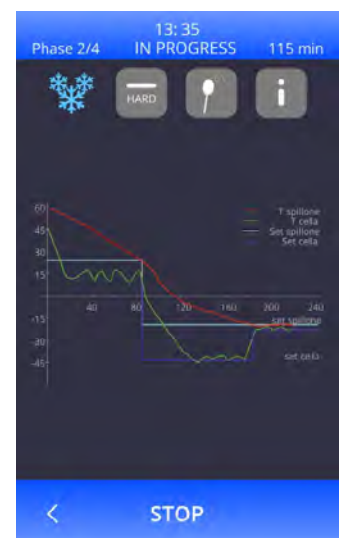 13:35
Phase 2/4 IN PROGRESS 115 min
HARD
i
60
45
30
15
-15
-30
-45
40 80 120 160 200 240
T spillone
T cella
Set spillone
Set cella
set spillone
set cella
STOP